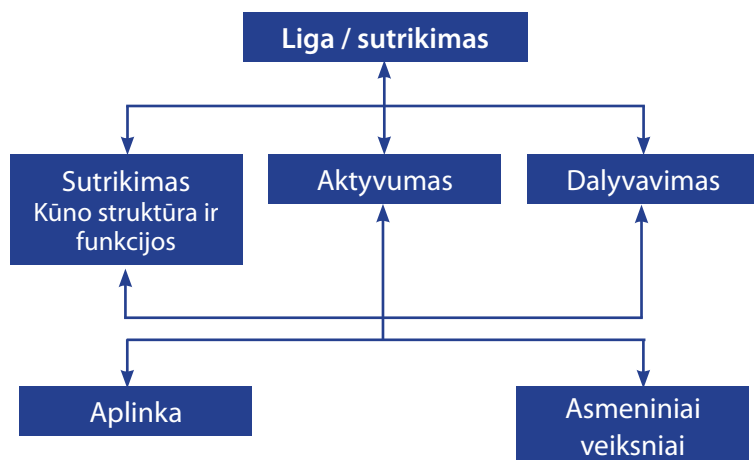 Liga / sutrikimas
Sutrikimas
Kūno struktūra ir
funkcijos
Aktyvumas
Dalyvavimas
Aplinka
Asmeniniai
veiksniai